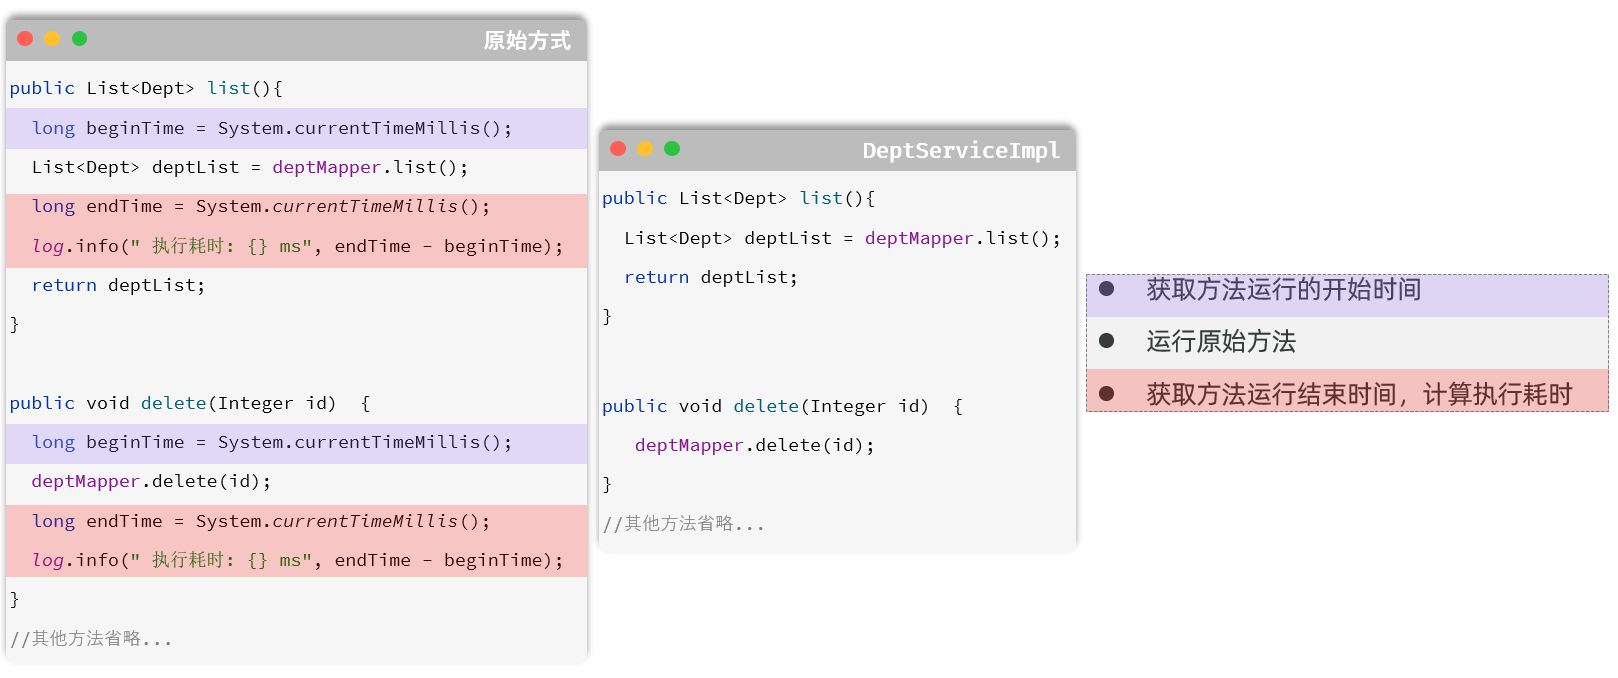 原始方式
public List<Dept> list(){
long beginTime = System.currentTimeMillis();
List<Dept> deptList = deptMapper.list();
long endTime = System.currentTimeMillis();
log.info(" 执行耗时: {} ms", endTime - beginTime);
return deptList;
}
public void delete(Integer id)  {
long beginTime = System.currentTimeMillis();
deptMapper.delete(id);
long endTime = System.currentTimeMillis();
log.info(" 执行耗时: {} ms", endTime - beginTime);
}
//其他方法省略...
DeptServiceImpl
public List<Dept> list(){
List<Dept> deptList = deptMapper.list();
return deptList;
}
public void delete(Integer id)  {
deptMapper.delete(id);
}
//其他方法省略...
● 获取方法运行的开始时间
● 运行原始方法
● 获取方法运行结束时间，计算执行耗时